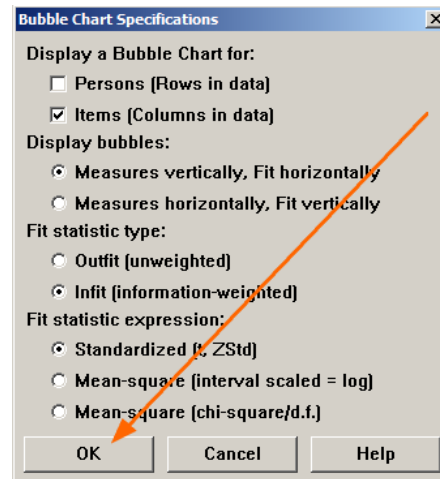 Bubble Chart Specifications
Display a Bubble Chart for:
Persons (Rows in data)
Items (Columns in data)
Display bubbles:
Measures vertically, Fit horizontally
Measures horizontally, Fit vertically
Fit statistic type:
Outfit (unweighted)
Infit (information-weighted)
Fit statistic expression:
Standardized (t, ZStd)
Mean-square (interval scaled = log)
Mean-square (chi-square/d.f.)
OK Cancel Help